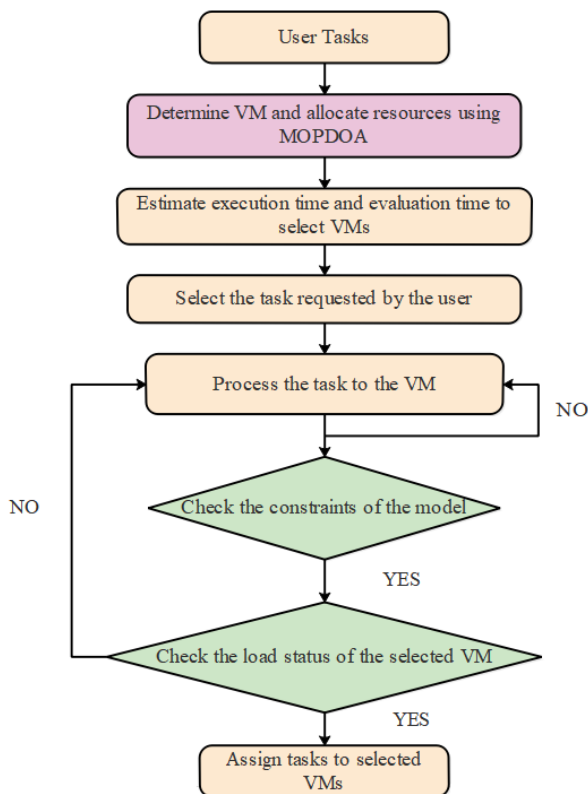 User Tasks
Determine VM and allocate resources using
MOPDOA
Estimate execution time and evaluation time to
select VMs
Select the task requested by the user
Process the task to the VM
NO
Check the constraints of the model
NO
YES
Check the load status of the selected VM
YES
Assign tasks to selected
VMs